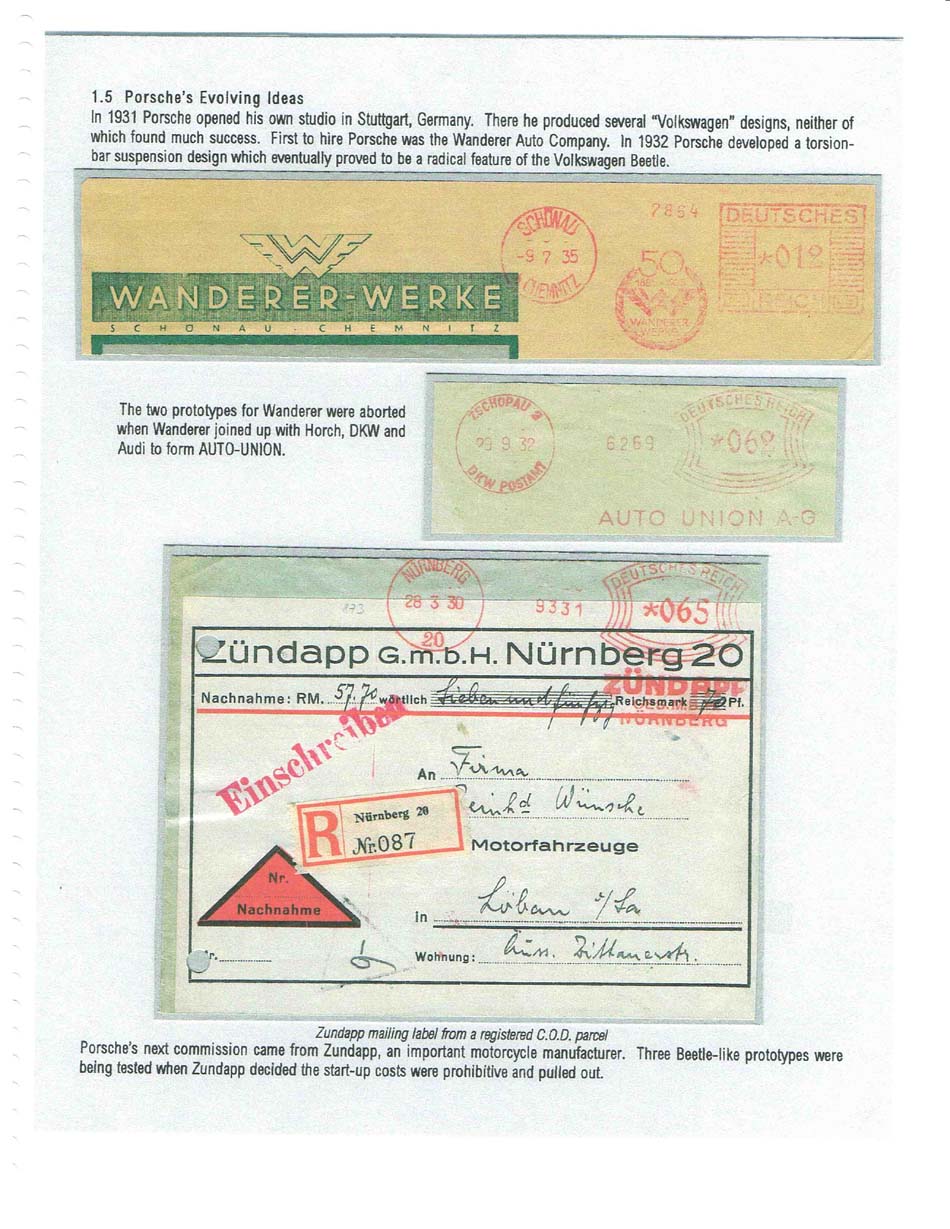 1.5 Porsche's Evolving Ideas
In 1931 Porsche opened his own studio in Stuttgart, Germany. There he produced several "Volkswagen" designs, neither of
which found much success. First to hire Porsche was the Wanderer Auto Company. In 1932 Porsche developed a torsion-
bar suspension design which eventually proved to be a radical feature of the Volkswagen Beetle.
WANDERER-WERKE
SCHÖNAU-CHEMNITZ
SCHÖNAU
-9 7 35
CHEMNITZ
7864
50
WANDERER
WERKE
DEUTSCHES
*012
REICH
The two prototypes for Wanderer were aborted
when Wanderer joined up with Horch, DKW and
Audi to form AUTO-UNION.
ZSCHOPAU 2
29 9 32
DKW POSTAMT
6269
DEUTSCHES REICH
AUTO UNION A-G
NÜRNBERG
28 3 30
20
873
9331
DEUTSCHES REICH
*065
Zündapp G.m.b.H. Nürnberg 20
ZÜNDAPP
NÜRNBERG
Nachnahme: RM. 57.70 wörtlich Sieben und fünfzig Reichsmark 70 Pf.
Einschreiben
An Firma
Reinhd Wünsche
R Nürnberg 20
Nr.087
Motorfahrzeuge
Nr.
Nachnahme
in Löbau i/Sa
Nr.
Wohnung: Äuss. Zittauerstr.
Zundapp mailing label from a registered C.O.D. parcel
Porsche's next commission came from Zundapp, an important motorcycle manufacturer. Three Beetle-like prototypes were
being tested when Zundapp decided the start-up costs were prohibitive and pulled out.